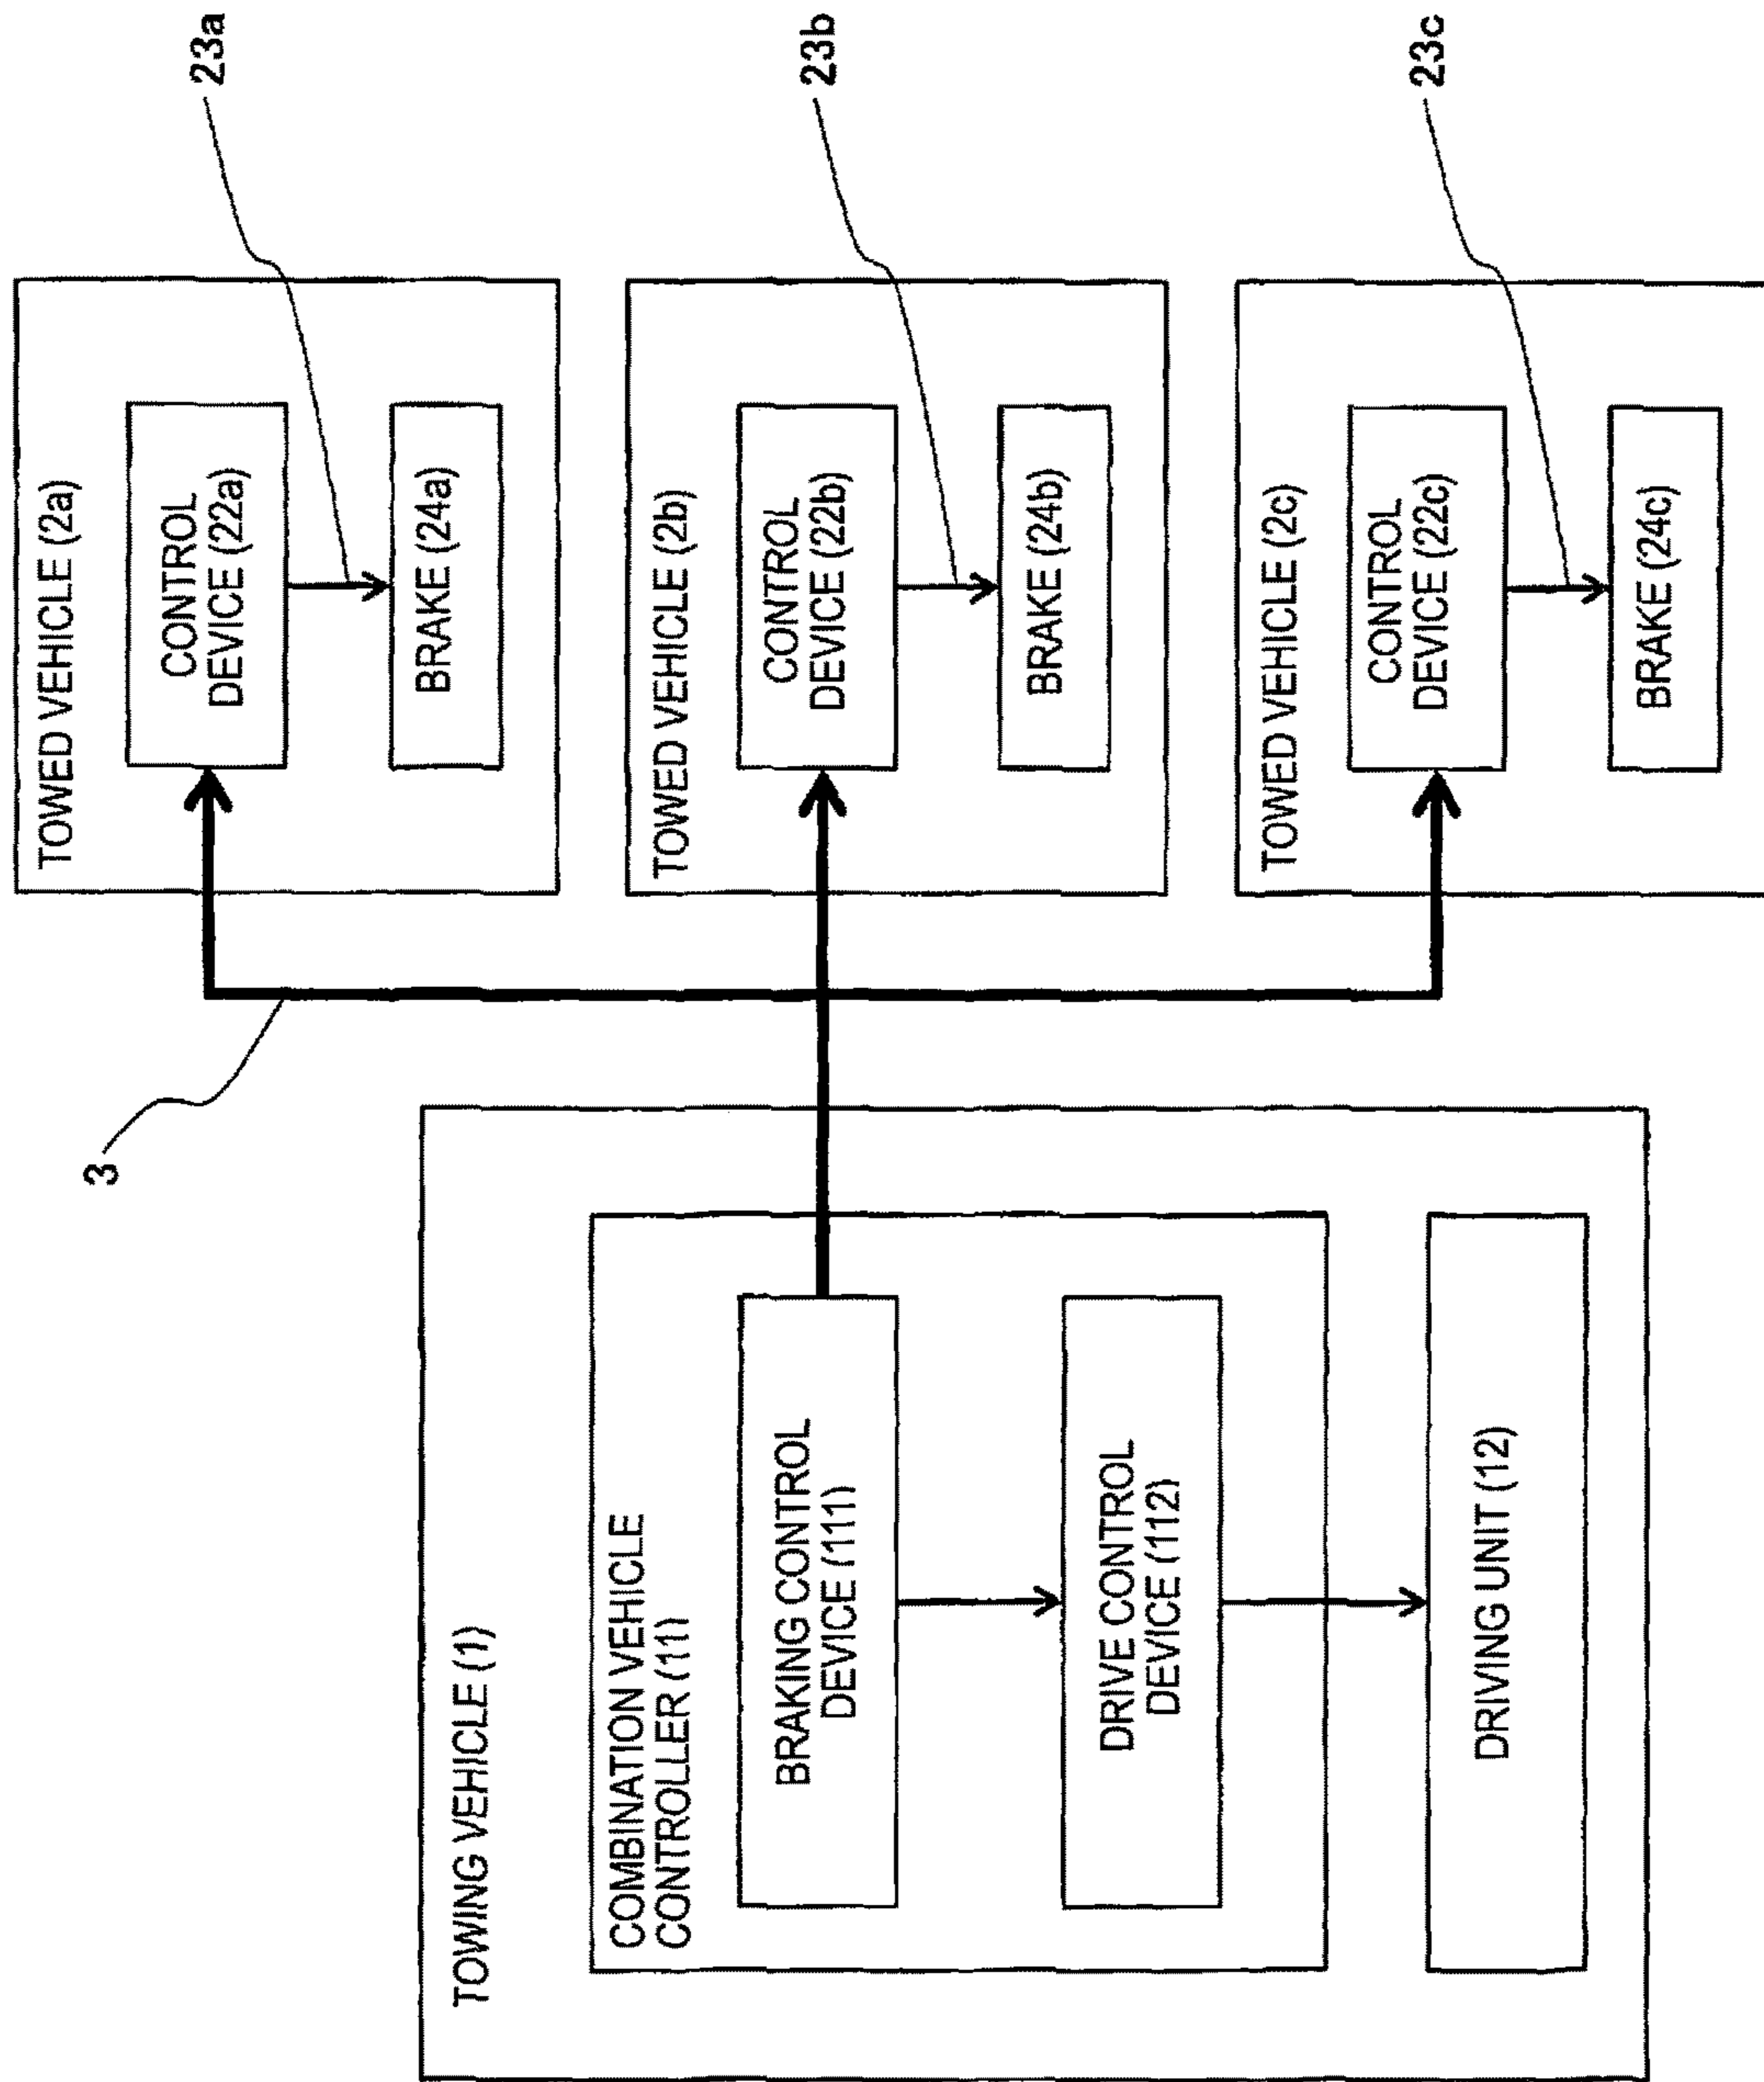 TOWING VEHICLE (1)
COMBINATION VEHICLE
CONTROLLER (11)
BRAKING CONTROL
DEVICE (111)
DRIVE CONTROL
DEVICE (112)
DRIVING UNIT (12)
3
TOWED VEHICLE (2a)
CONTROL
DEVICE (22a)
BRAKE (24a)
23a
TOWED VEHICLE (2b)
CONTROL
DEVICE (22b)
BRAKE (24b)
23b
TOWED VEHICLE (2c)
CONTROL
DEVICE (22c)
BRAKE (24c)
23c